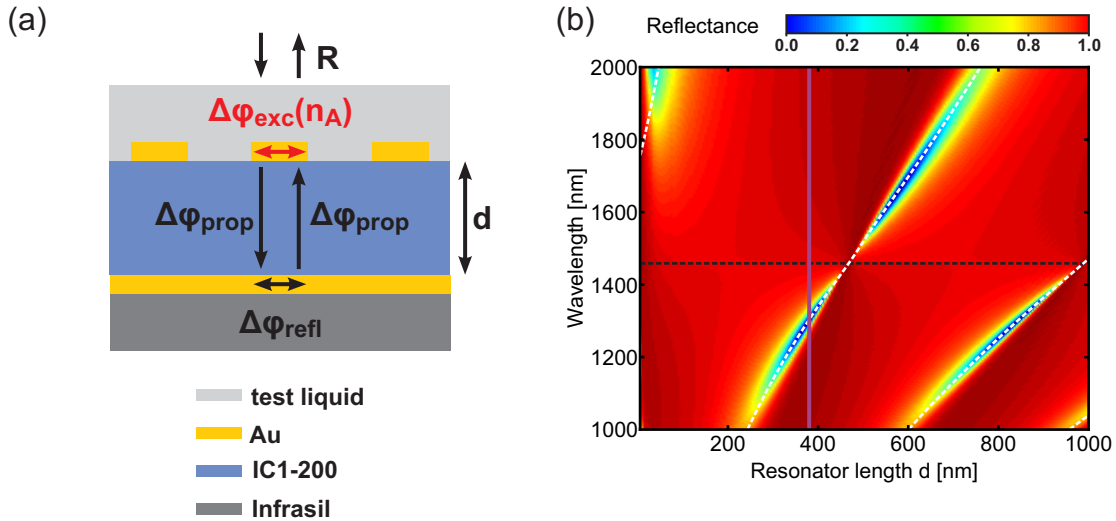 (a)
R
Δφexc(nA)
Δφprop
Δφprop
d
Δφrefl
test liquid
Au
IC1-200
Infrasil
(b)
Reflectance
0.0 0.2 0.4 0.6 0.8 1.0
Wavelength [nm]
2000
1800
1600
1400
1200
1000
200 400 600 800 1000
Resonator length d [nm]